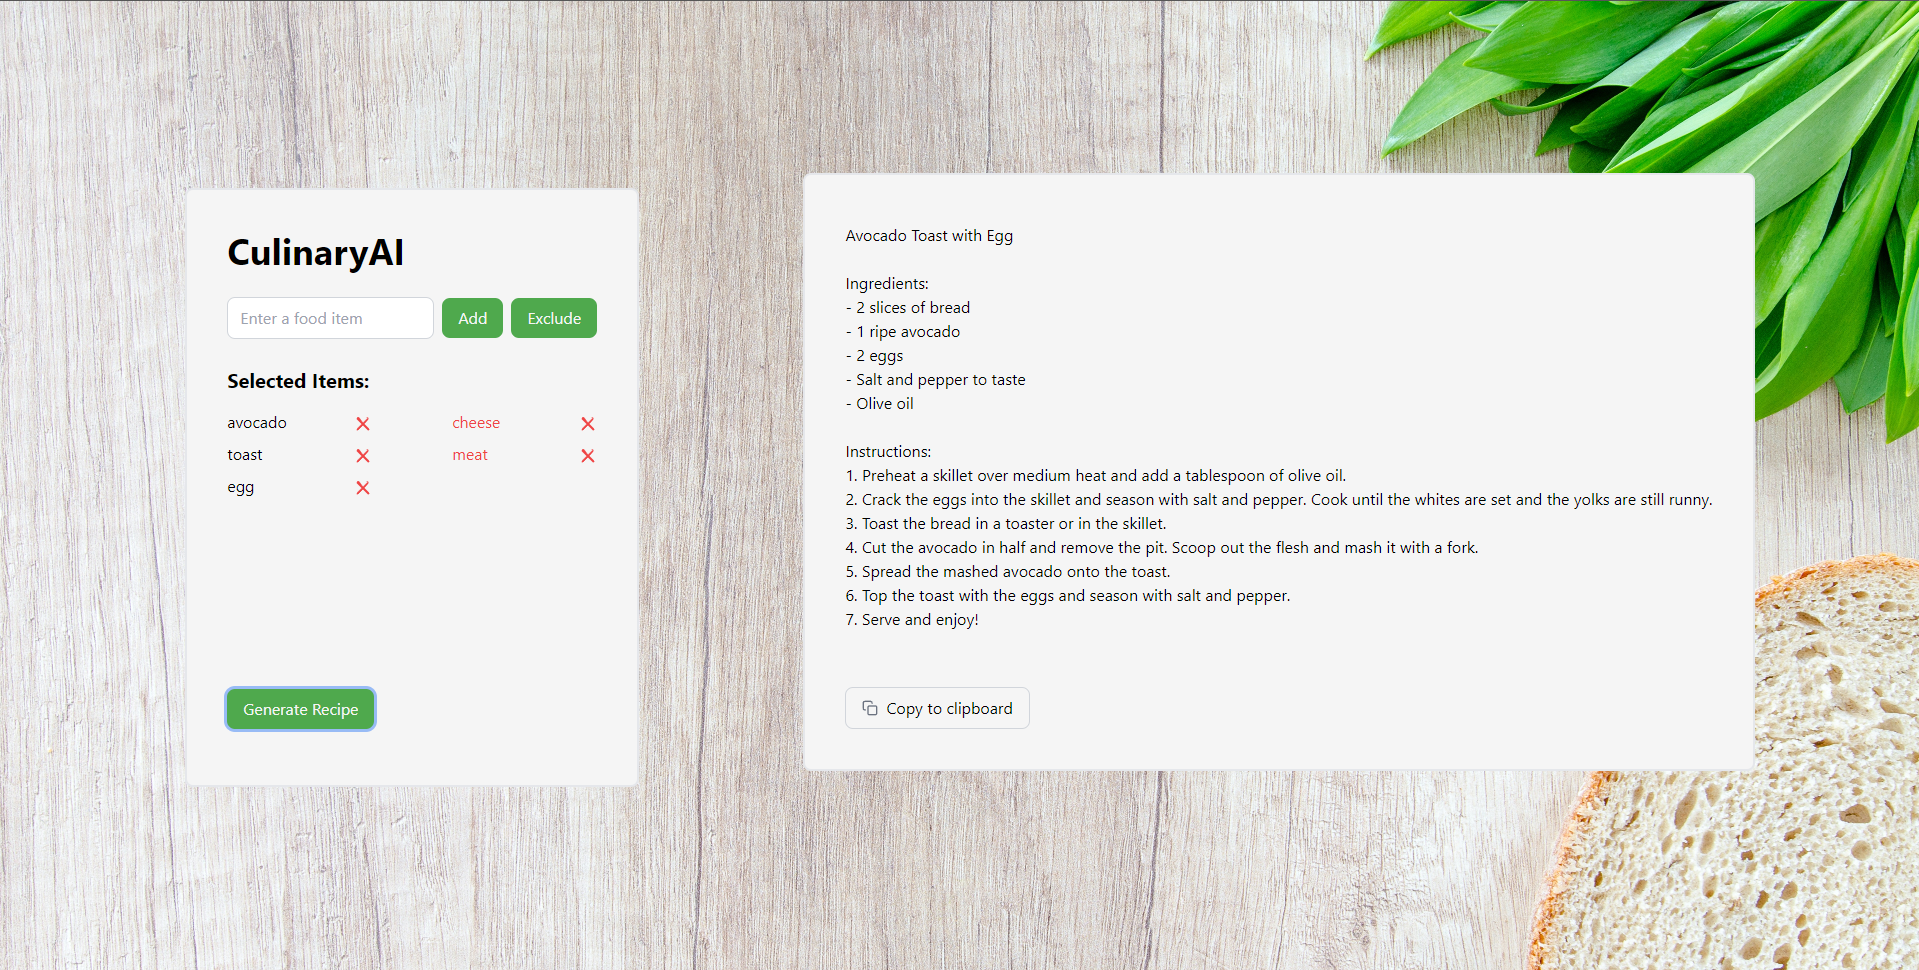 CulinaryAI
Enter a food item Add Exclude
Selected Items:
avocado cheese
toast meat
egg
Generate Recipe
Avocado Toast with Egg
Ingredients:
- 2 slices of bread
- 1 ripe avocado
- 2 eggs
- Salt and pepper to taste
- Olive oil
Instructions:
1. Preheat a skillet over medium heat and add a tablespoon of olive oil.
2. Crack the eggs into the skillet and season with salt and pepper. Cook until the whites are set and the yolks are still runny.
3. Toast the bread in a toaster or in the skillet.
4. Cut the avocado in half and remove the pit. Scoop out the flesh and mash it with a fork.
5. Spread the mashed avocado onto the toast.
6. Top the toast with the eggs and season with salt and pepper.
7. Serve and enjoy!
Copy to clipboard